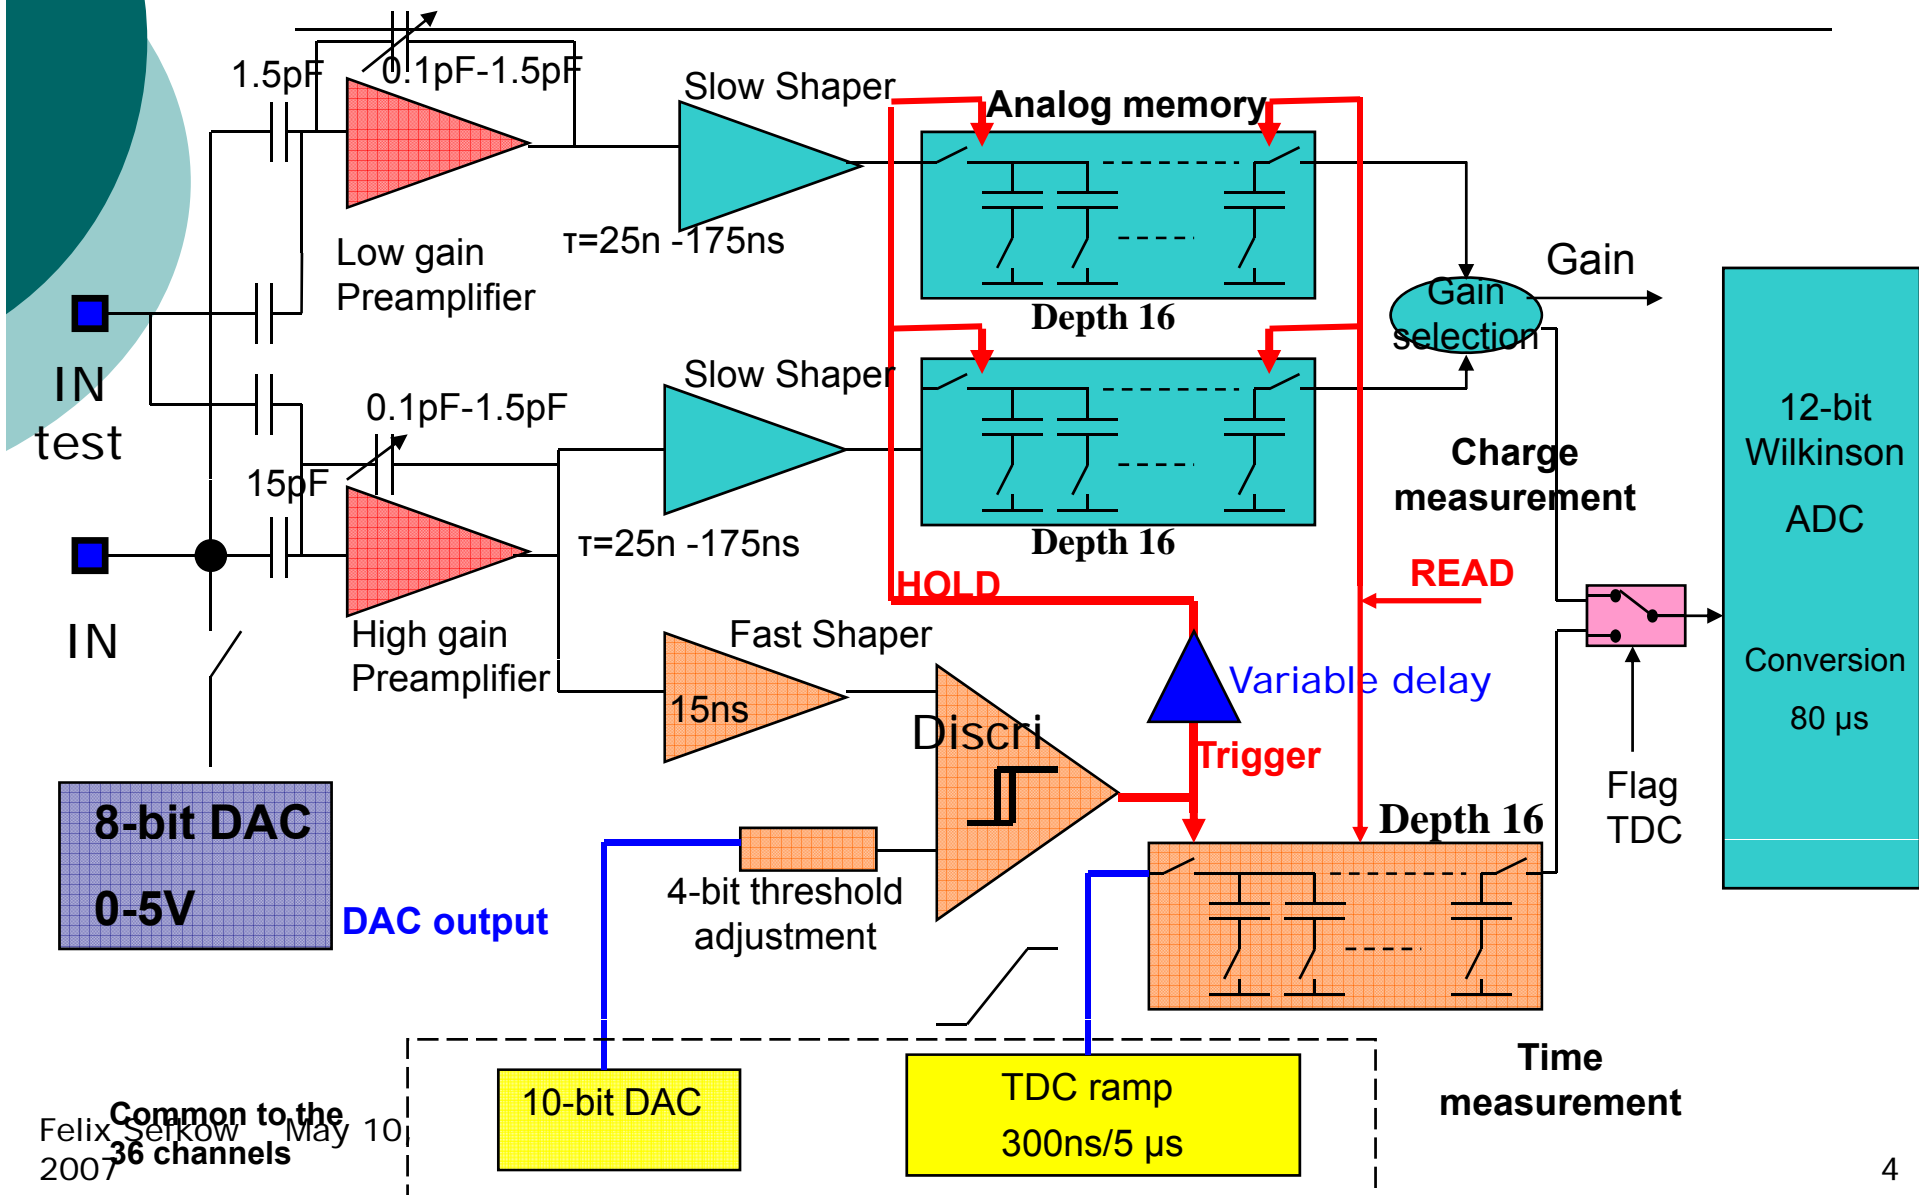 1.5pF
0.1pF-1.5pF
Slow Shaper
Analog memory
Low gain
Preamplifier
τ=25n -175ns
Depth 16
Gain
Gain
selection
IN
test
0.1pF-1.5pF
Slow Shaper
15pF
τ=25n -175ns
Depth 16
Charge
measurement
12-bit
Wilkinson
ADC
Conversion
80 µs
HOLD
READ
IN
High gain
Preamplifier
Fast Shaper
15ns
Discri
Variable delay
Trigger
Flag
TDC
8-bit DAC
0-5V
DAC output
4-bit threshold
adjustment
Depth 16
10-bit DAC
TDC ramp
300ns/5 µs
Time
measurement
Common to the
36 channels
Felix Sefkow May 10,
2007
4